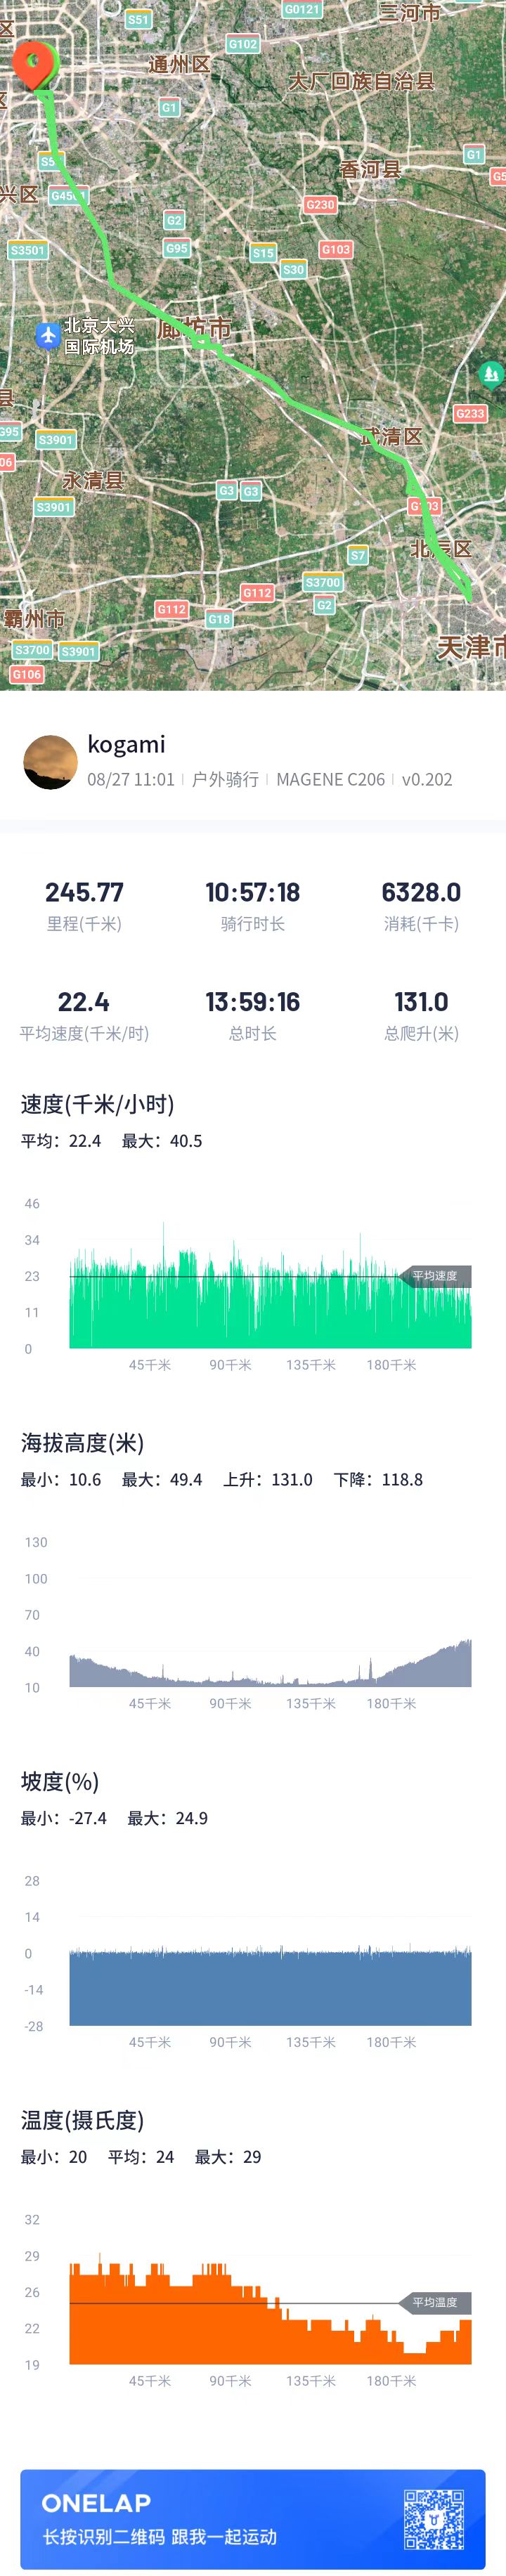 G0121
三河市
S51
区
G102
通州区
大厂回族自治县
G1
G1
S5
香河县
兴区
G45
G230
G2
S3501
G95
S15
G103
S30
北京大兴
国际机场
廊坊市
县
G95
S3901
G233
武清区
06
永清县
G3
G3
S3901
北辰区
S7
S3700
G112
G2
G112
霸州市
G18
天津市
S3700
S3901
G106
kogami
08/27 11:01 | 户外骑行 | MAGENE C206 | v0.202
245.77 10:57:18 6328.0
里程(千米) 骑行时长 消耗(千卡)
22.4 13:59:16 131.0
平均速度(千米/时) 总时长 总爬升(米)
速度(千米/小时)
平均：22.4 最大：40.5
46
34
23
平均速度
11
0
45千米 90千米 135千米 180千米
海拔高度(米)
最小：10.6 最大：49.4 上升：131.0 下降：118.8
130
100
70
40
10
45千米 90千米 135千米 180千米
坡度(%)
最小：-27.4 最大：24.9
28
14
0
-14
-28
45千米 90千米 135千米 180千米
温度(摄氏度)
最小：20 平均：24 最大：29
32
29
26
平均温度
22
19
45千米 90千米 135千米 180千米
ONELAP
长按识别二维码 跟我一起运动